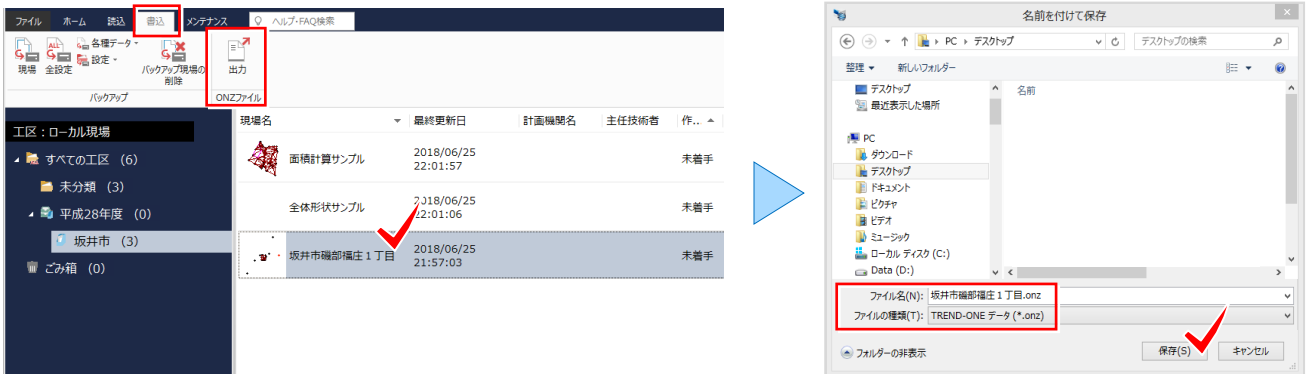 ファイル ホーム 読込 書込 メンテナンス ヘルプ・FAQ検索
現場 全設定 各種データ 設定 バックアップ現場の削除 出力
バックアップ ONZファイル
工区：ローカル現場
すべての工区 (6)
未分類 (3)
平成28年度 (0)
坂井市 (3)
ごみ箱 (0)
現場名 最終更新日 計画機関名 主任技術者 作...
面積計算サンプル 2018/06/25 22:01:57 未着手
全体形状サンプル 2018/06/25 22:01:06 未着手
坂井市磯部福庄１丁目 2018/06/25 21:57:03 未着手
名前を付けて保存
PC デスクトップ デスクトップの検索
整理 新しいフォルダー
デスクトップ
最近表示した場所
PC
ダウンロード
デスクトップ
ドキュメント
ピクチャ
ビデオ
ミュージック
ローカル ディスク (C:)
Data (D:)
名前
ファイル名(N): 坂井市磯部福庄１丁目.onz
ファイルの種類(T): TREND-ONE データ (*.onz)
フォルダーの非表示 保存(S) キャンセル